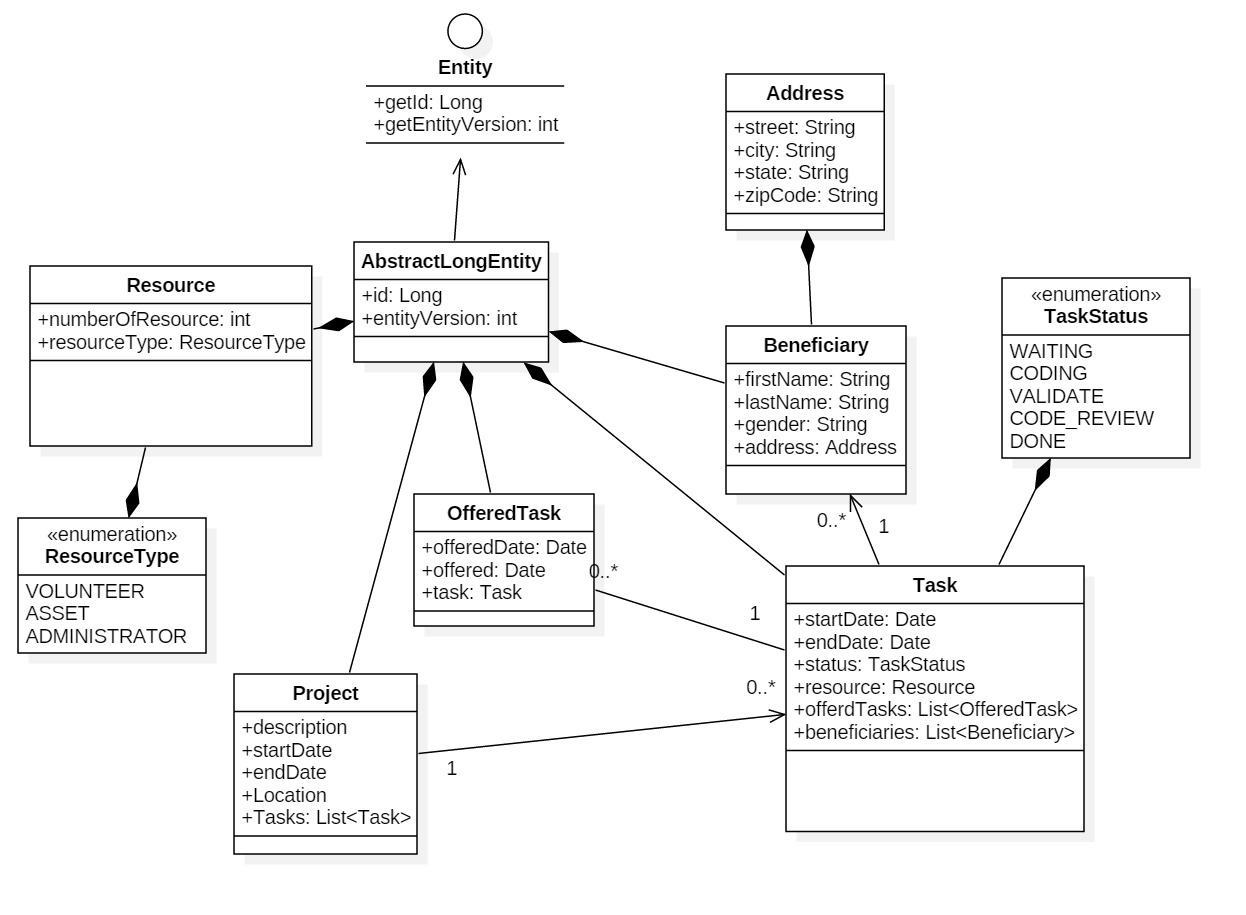 Entity
+getId: Long
+getEntityVersion: int
Address
+street: String
+city: String
+state: String
+zipCode: String
AbstractLongEntity
+id: Long
+entityVersion: int
Resource
+numberOfResource: int
+resourceType: ResourceType
«enumeration»
TaskStatus
WAITING
CODING
VALIDATE
CODE_REVIEW
DONE
Beneficiary
+firstName: String
+lastName: String
+gender: String
+address: Address
0..*
1
«enumeration»
ResourceType
VOLUNTEER
ASSET
ADMINISTRATOR
OfferedTask
+offeredDate: Date
+offered: Date
+task: Task
0..*
1
Task
+startDate: Date
+endDate: Date
+status: TaskStatus
+resource: Resource
+offerdTasks: List<OfferedTask>
+beneficiaries: List<Beneficiary>
0..*
1
Project
+description
+startDate
+endDate
+Location
+Tasks: List<Task>